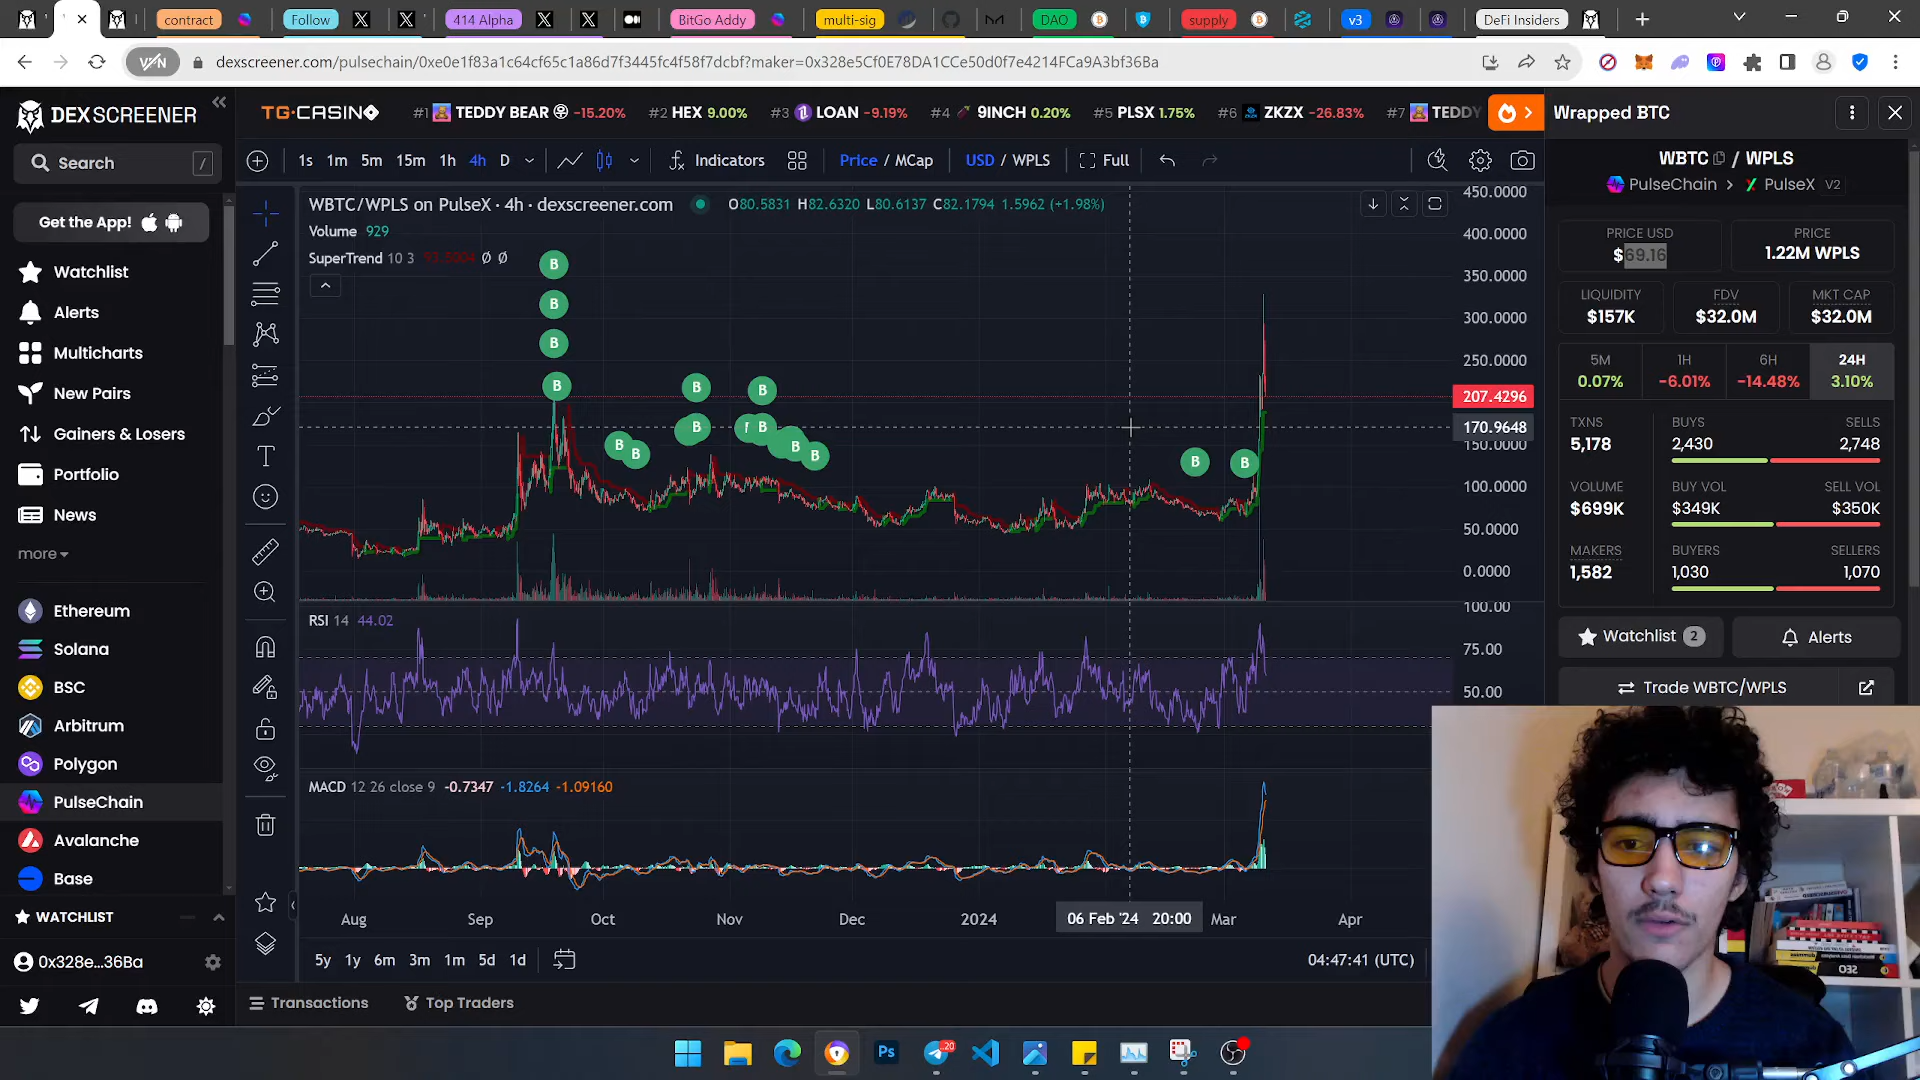 contract
Follow
414 Alpha
BitGo Addy
multi-sig
DAO
supply
v3
DeFi Insiders
VPN
dexscreener.com/pulsechain/0xe0e1f83a1c64cf65c1a86d7f3445fc4f58f7dcbf?maker=0x328e5Cf0E78DA1CCe50d0f7e4214FCa9A3bf36Ba
DEXSCREENER
TG·CASINO
#1 TEDDY BEAR -15.20% #2 HEX 9.00% #3 LOAN -9.19% #4 9INCH 0.20% #5 PLSX 1.75% #6 ZKZX -26.83% #7 TEDDY
Wrapped BTC
Search /
Get the App!
Watchlist
Alerts
Multicharts
New Pairs
Gainers & Losers
Portfolio
News
more
Ethereum
Solana
BSC
Arbitrum
Polygon
PulseChain
Avalanche
Base
WATCHLIST
0x328e...36Ba
1s 1m 5m 15m 1h 4h D Indicators Price / MCap USD / WPLS Full
WBTC/WPLS on PulseX · 4h · dexscreener.com O80.5831 H82.6320 L80.6137 C82.1794 1.5962 (+1.98%)
Volume 929
SuperTrend 10 3 93.5004 Ø Ø
B
B
B
B
B
B
B
B
B
B
B
B
B
B
450.0000
400.0000
350.0000
300.0000
250.0000
207.4296
170.9648
150.0000
100.0000
50.0000
0.0000
RSI 14 44.02
100.00
75.00
50.00
MACD 12 26 close 9 -0.7347 -1.8264 -1.09160
Aug Sep Oct Nov Dec 2024 06 Feb '24 20:00 Mar Apr
5y 1y 6m 3m 1m 5d 1d
04:47:41 (UTC)
Transactions Top Traders
WBTC / WPLS
PulseChain > PulseX V2
PRICE USD
$69.16
PRICE
1.22M WPLS
LIQUIDITY
$157K
FDV
$32.0M
MKT CAP
$32.0M
5M
0.07%
1H
-6.01%
6H
-14.48%
24H
3.10%
TXNS
5,178
BUYS
2,430
SELLS
2,748
VOLUME
$699K
BUY VOL
$349K
SELL VOL
$350K
MAKERS
1,582
BUYERS
1,030
SELLERS
1,070
Watchlist 2
Alerts
Trade WBTC/WPLS
SEO
Ps
20